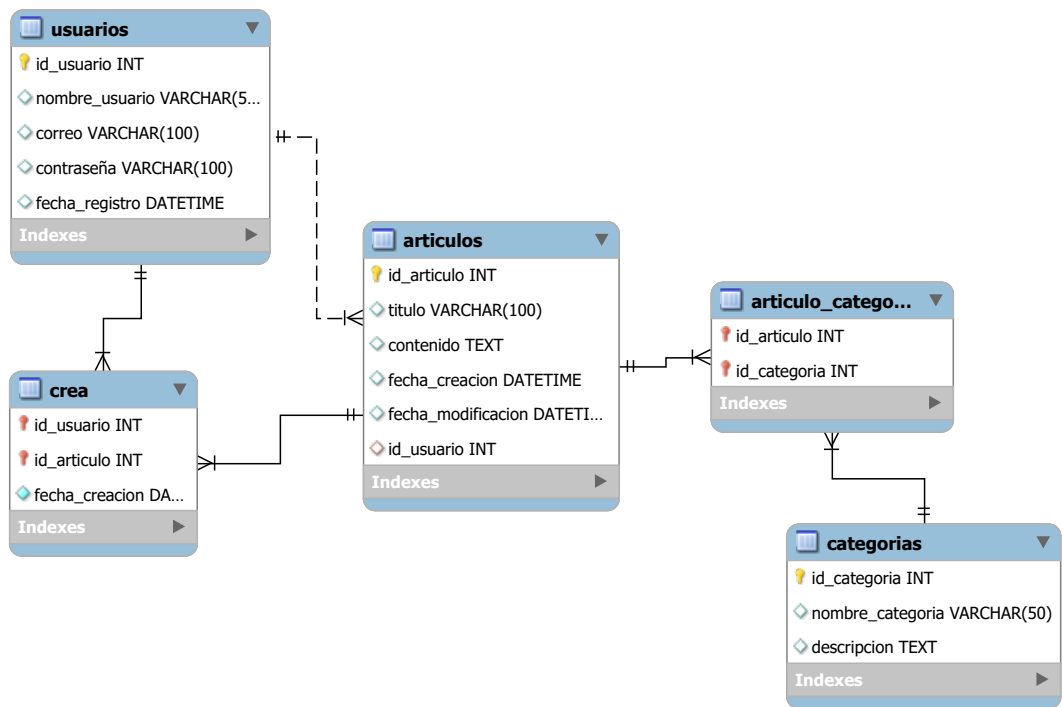 usuarios
id_usuario INT
nombre_usuario VARCHAR(5...
correo VARCHAR(100)
contraseña VARCHAR(100)
fecha_registro DATETIME
Indexes
articulos
id_articulo INT
titulo VARCHAR(100)
contenido TEXT
fecha_creacion DATETIME
fecha_modificacion DATETI...
id_usuario INT
Indexes
articulo_catego...
id_articulo INT
id_categoria INT
Indexes
crea
id_usuario INT
id_articulo INT
fecha_creacion DA...
Indexes
categorias
id_categoria INT
nombre_categoria VARCHAR(50)
descripcion TEXT
Indexes